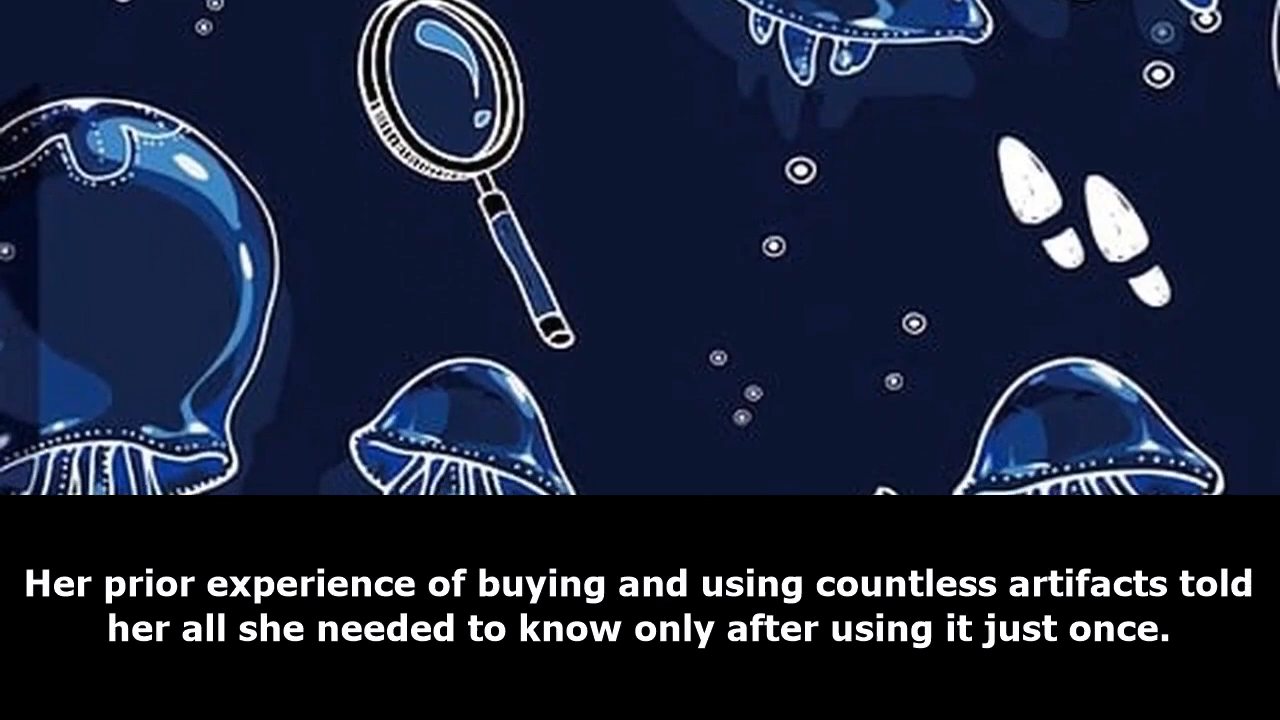 Her prior experience of buying and using countless artifacts told
her all she needed to know only after using it just once.